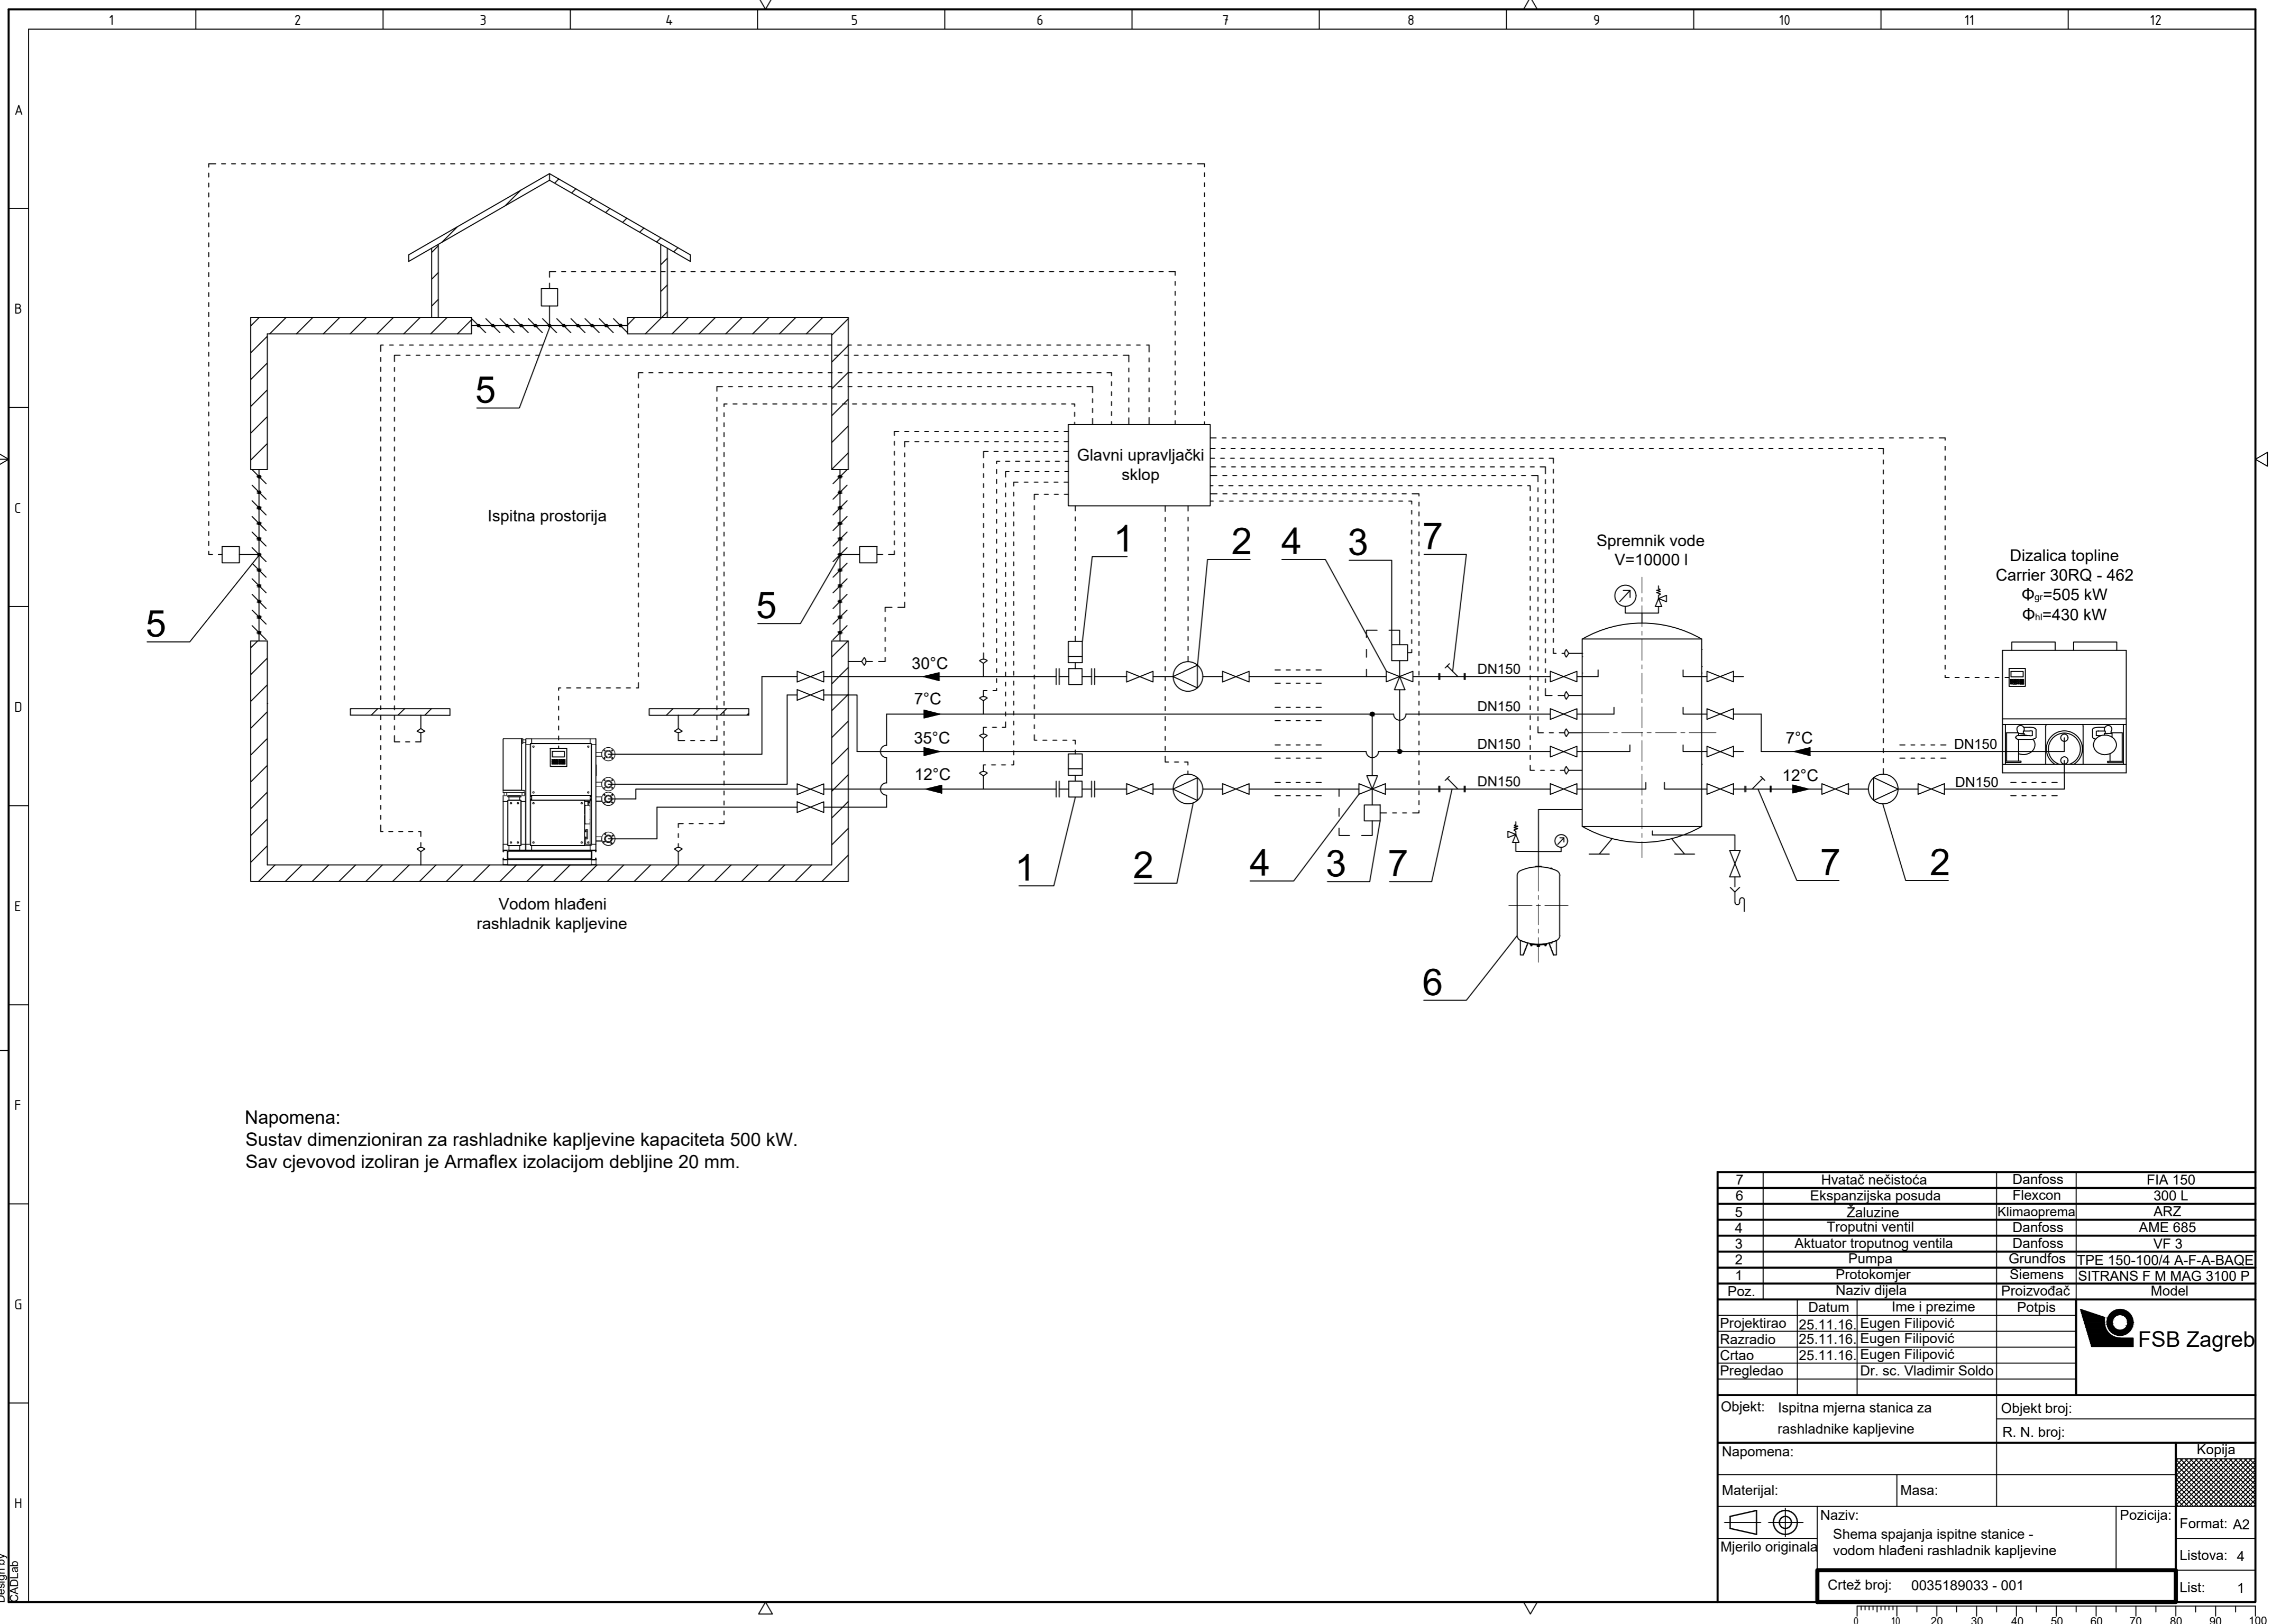 1 2 3 4 5 6 7 8 9 10 11 12
A
B
C
D
E
F
G
H
5
Glavni upravljački
sklop
Ispitna prostorija
1 2 4 3 7
Spremnik vode
V=10000 l
Dizalica topline
Carrier 30RQ - 462
Φgr=505 kW
Φhl=430 kW
5
5
30°C
DN150
7°C
DN150
35°C
DN150
7°C
DN150
12°C
DN150
12°C
DN150
1 2 4 3 7
7 2
Vodom hlađeni
rashladnik kapljevine
6
Napomena:
Sustav dimenzioniran za rashladnike kapljevine kapaciteta 500 kW.
Sav cjevovod izoliran je Armaflex izolacijom debljine 20 mm.
7 Hvatač nečistoća Danfoss FIA 150
6 Ekspanzijska posuda Flexcon 300 L
5 Žaluzine Klimaoprema ARZ
4 Troputni ventil Danfoss AME 685
3 Aktuator troputnog ventila Danfoss VF 3
2 Pumpa Grundfos TPE 150-100/4 A-F-A-BAQE
1 Protokomjer Siemens SITRANS F M MAG 3100 P
Poz. Naziv dijela Proizvođač Model
Datum Ime i prezime Potpis
Projektirao 25.11.16. Eugen Filipović
Razradio 25.11.16. Eugen Filipović
Crtao 25.11.16. Eugen Filipović
Pregledao Dr. sc. Vladimir Soldo
FSB Zagreb
Objekt: Ispitna mjerna stanica za
rashladnike kapljevine
Objekt broj:
R. N. broj:
Napomena:
Kopija
Materijal: Masa:
Naziv:
Shema spajanja ispitne stanice -
vodom hlađeni rashladnik kapljevine
Pozicija:
Format: A2
Mjerilo originala
Listova: 4
Crtež broj: 0035189033 - 001
List: 1
Design by
CADLab
0 10 20 30 40 50 60 70 80 90 100